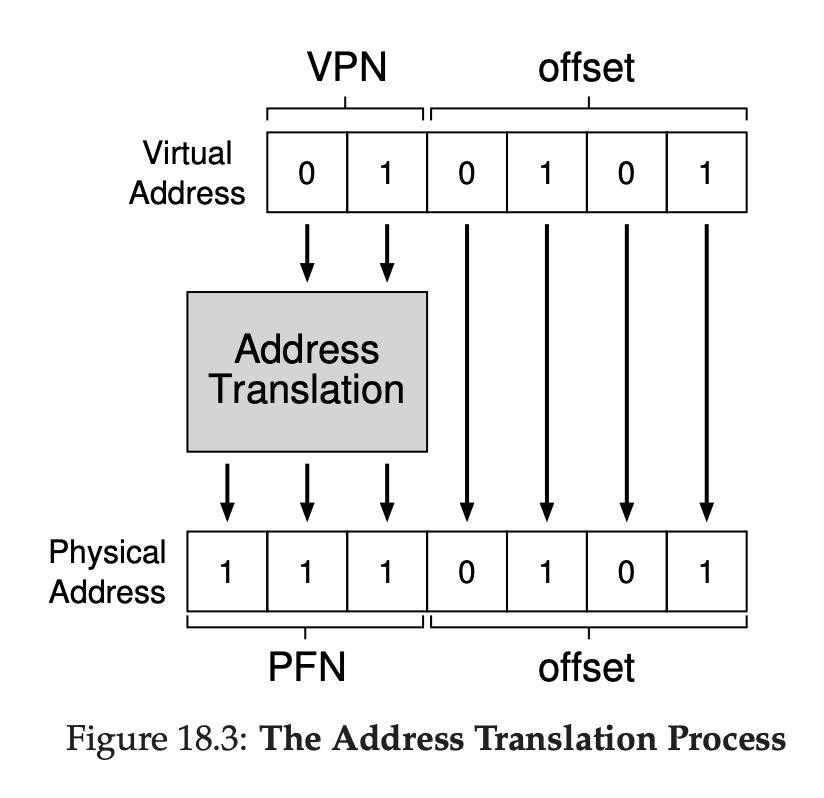 VPN offset
Virtual Address 0 1 0 1 0 1
Address
Translation
Physical Address 1 1 1 0 1 0 1
PFN offset
Figure 18.3: The Address Translation Process